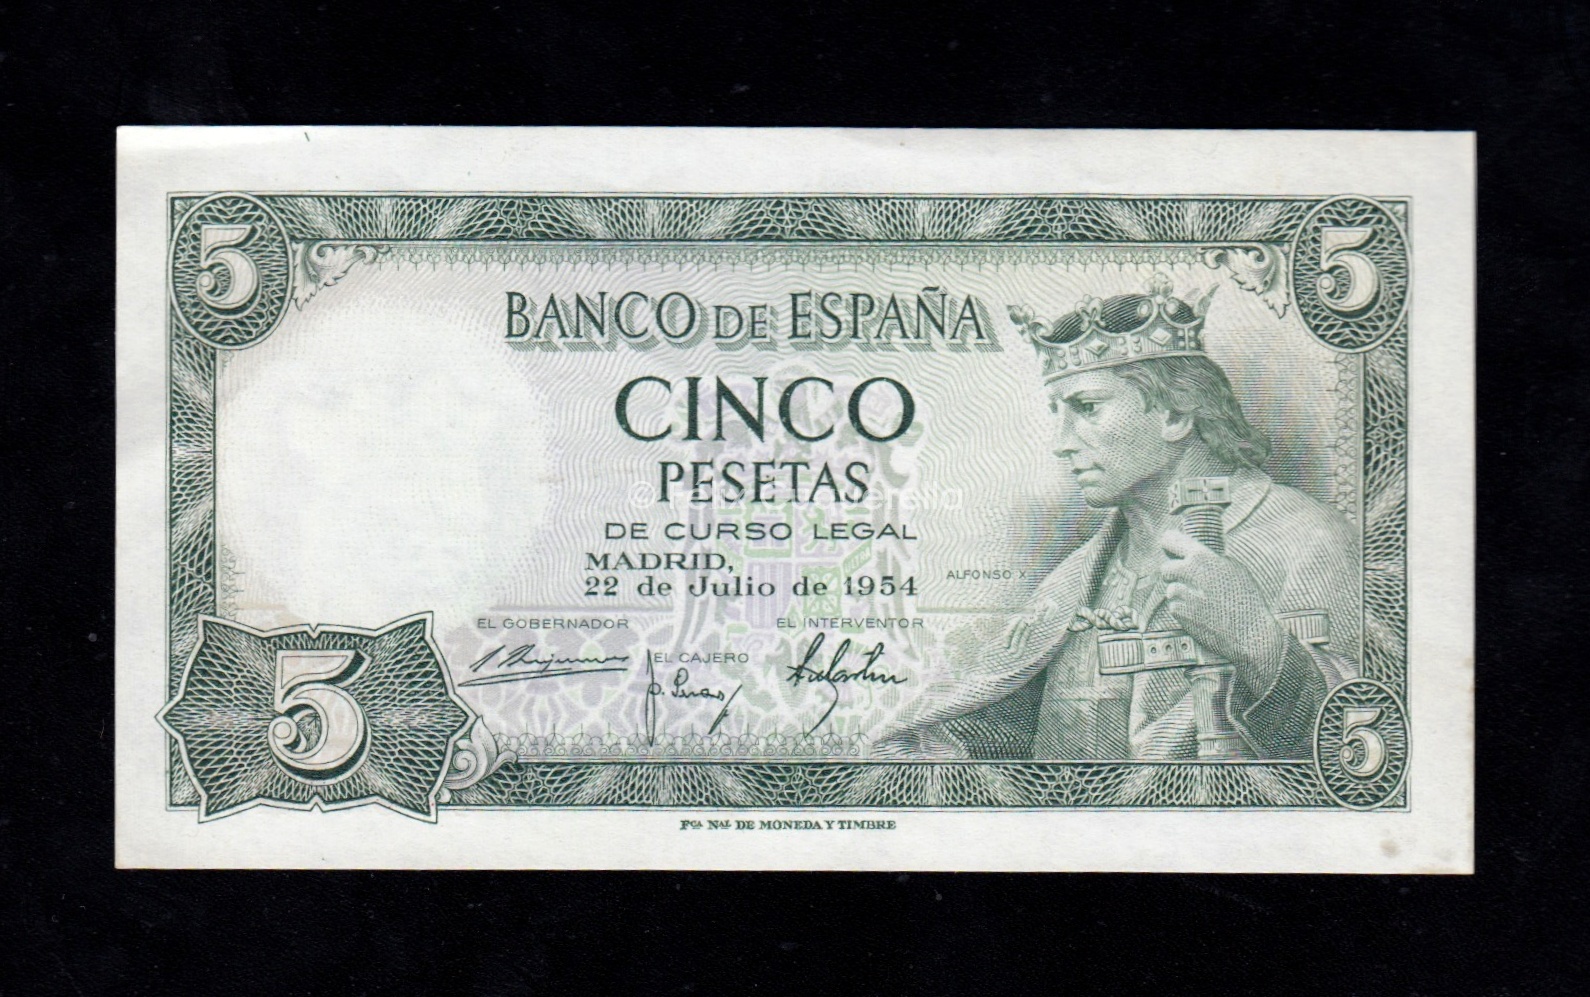 5
5
BANCO DE ESPAÑA
CINCO
PESETAS
DE CURSO LEGAL
MADRID,
22 de Julio de 1954
ALFONSO X
EL GOBERNADOR
EL INTERVENTOR
EL CAJERO
5
5
Fca NAL DE MONEDA Y TIMBRE